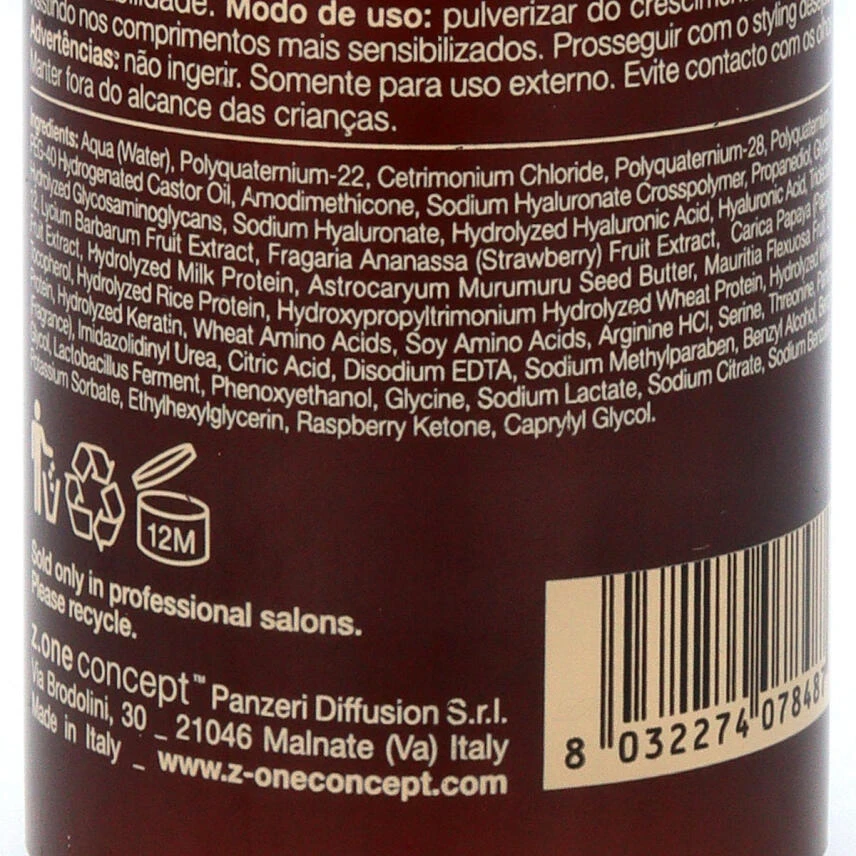 Modo de uso: pulverizar do
nos comprimentos mais sensibilizados. Prosseguir com o styling
Advertências: não ingerir. Somente para uso externo. Evite contacto com os
Manter fora do alcance das crianças.
Ingredients: Aqua (Water), Polyquaternium-22, Cetrimonium Chloride, Polyquaternium-28,
PEG-40 Hydrogenated Castor Oil, Amodimethicone, Sodium Hyaluronate Crosspolymer, Propanediol,
Hydrolyzed Glycosaminoglycans, Sodium Hyaluronate, Hydrolyzed Hyaluronic Acid, Hyaluronic Acid,
Lycium Barbarum Fruit Extract, Fragaria Ananassa (Strawberry) Fruit Extract, Carica Papaya
Fruit Extract, Hydrolyzed Milk Protein, Astrocaryum Murumuru Seed Butter, Mauritia Flexuosa Fruit
Tocopherol, Hydrolyzed Rice Protein, Hydroxypropyltrimonium Hydrolyzed Wheat Protein, Hydrolyzed
Protein, Hydrolyzed Keratin, Wheat Amino Acids, Soy Amino Acids, Arginine HCl, Serine, Threonine,
(Fragrance), Imidazolidinyl Urea, Citric Acid, Disodium EDTA, Sodium Methylparaben, Benzyl Alcohol,
Glycol, Lactobacillus Ferment, Phenoxyethanol, Glycine, Sodium Lactate, Sodium Citrate, Sodium
Potassium Sorbate, Ethylhexylglycerin, Raspberry Ketone, Caprylyl Glycol.
12M
Sold only in professional salons.
Please recycle.
z.one concept™ Panzeri Diffusion S.r.l.
Via Brodolini, 30 _ 21046 Malnate (Va) Italy
Made in Italy _ www.z-oneconcept.com
8 032274 078487